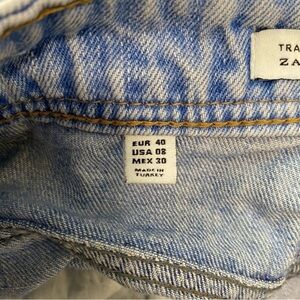 TRA
ZA
EUR 40
USA 08
MEX 30
MADE IN
TURKEY